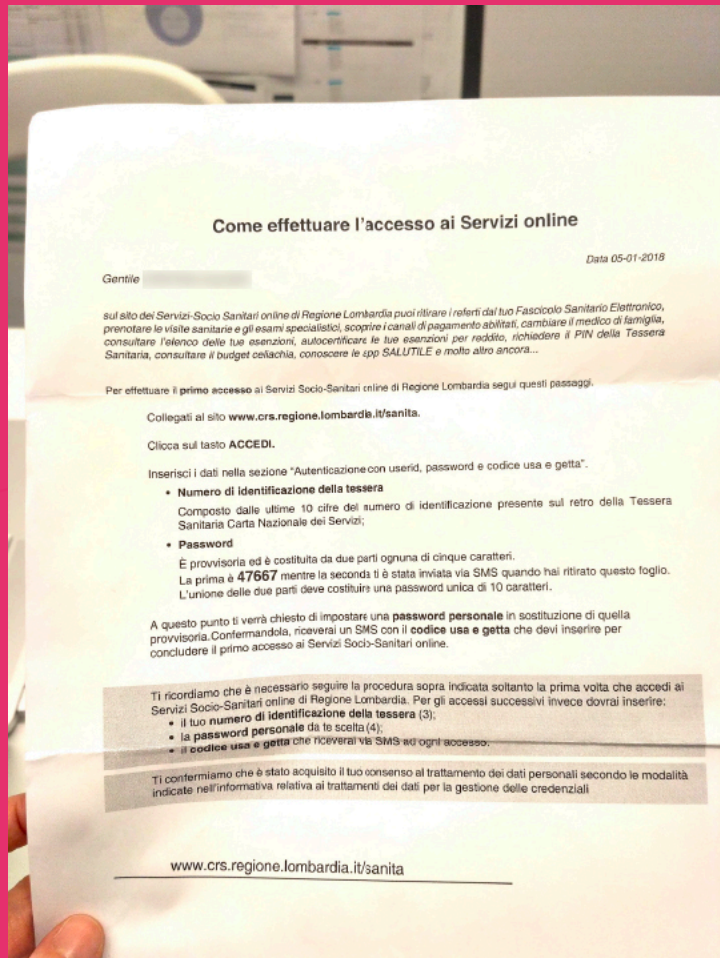 Come effettuare l'accesso ai Servizi online
Data 05-01-2018
Gentile
sul sito dei Servizi-Socio Sanitari online di Regione Lombardia puoi ritirare i referti dal tuo Fascicolo Sanitario Elettronico,
prenotare le visite sanitarie e gli esami specialistici, scoprire i canali di pagamento abilitati, cambiare il medico di famiglia,
consultare l'elenco delle tue esenzioni, autocertificare le tue esenzioni per reddito, richiedere il PIN della Tessera
Sanitaria, consultare il budget celiachia, conoscere le app SALUTILE e molto altro ancora...
Per effettuare il primo accesso ai Servizi Socio-Sanitari online di Regione Lombardia segui questi passaggi.
Collegati al sito www.crs.regione.lombardia.it/sanita.
Clicca sul tasto ACCEDI.
Inserisci i dati nella sezione "Autenticazione con userid, password e codice usa e getta".
• Numero di identificazione della tessera
Composto dalle ultime 10 cifre del numero di identificazione presente sul retro della Tessera
Sanitaria Carta Nazionale dei Servizi;
• Password
È provvisoria ed è costituita da due parti ognuna di cinque caratteri.
La prima è 47667 mentre la seconda ti è stata inviata via SMS quando hai ritirato questo foglio.
L'unione delle due parti deve costituire una password unica di 10 caratteri.
A questo punto ti verrà chiesto di impostare una password personale in sostituzione di quella
provvisoria. Confermandola, riceverai un SMS con il codice usa e getta che devi inserire per
concludere il primo accesso ai Servizi Socio-Sanitari online.
Ti ricordiamo che è necessario seguire la procedura sopra indicata soltanto la prima volta che accedi ai
Servizi Socio-Sanitari online di Regione Lombardia. Per gli accessi successivi invece dovrai inserire:
• il tuo numero di identificazione della tessera (3);
• la password personale da te scelta (4);
• il codice usa e getta che riceverai via SMS ad ogni accesso.
Ti confermiamo che è stato acquisito il tuo consenso al trattamento dei dati personali secondo le modalità
indicate nell'informativa relativa ai trattamenti dei dati per la gestione delle credenziali
www.crs.regione.lombardia.it/sanita